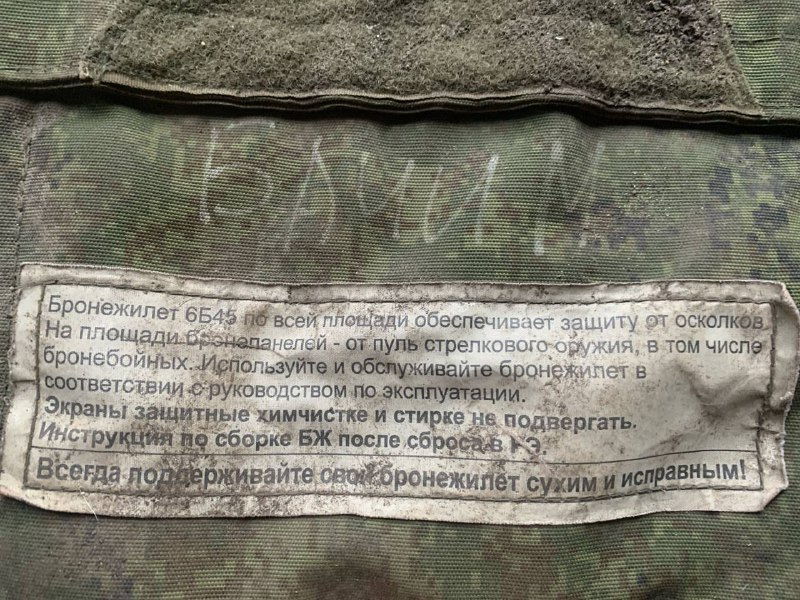 Бронежилет 6Б45 по всей площади обеспечивает защиту от осколков.
На площади бронепанелей - от пуль стрелкового оружия, в том числе
бронебойных. Используйте и обслуживайте бронежилет в
соответствии с руководством по эксплуатации.
Экраны защитные химчистке и стирке не подвергать.
Инструкция по сборке БЖ после сброса в РЭ.
Всегда поддерживайте свой бронежилет сухим и исправным!